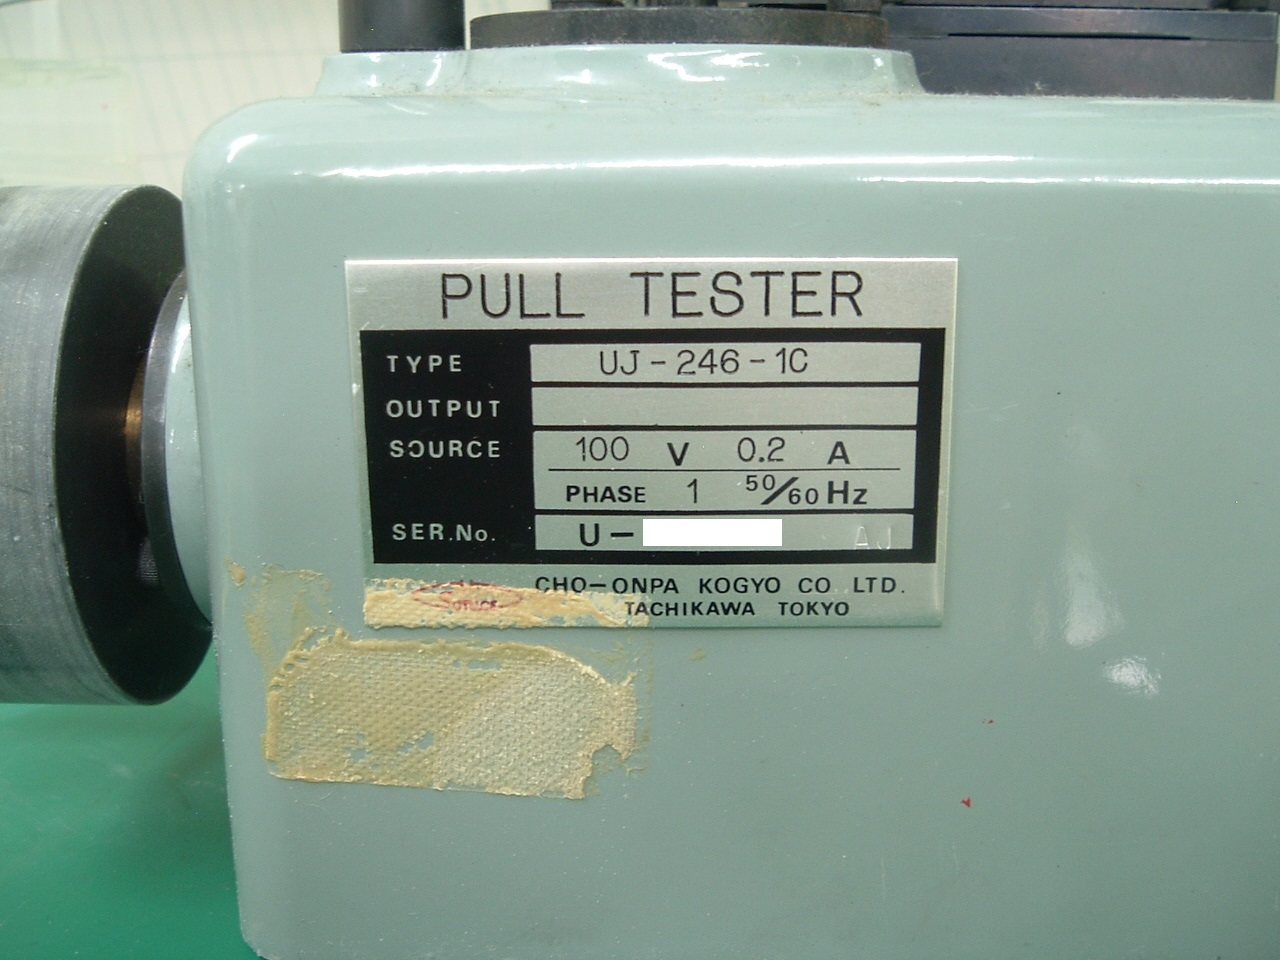 PULL TESTER
TYPE UJ-246-1C
OUTPUT
SOURCE 100 V 0.2 A
PHASE 1 50/60 Hz
SER.No. U- AJ
CHO-ONPA KOGYO CO LTD.
TACHIKAWA TOKYO